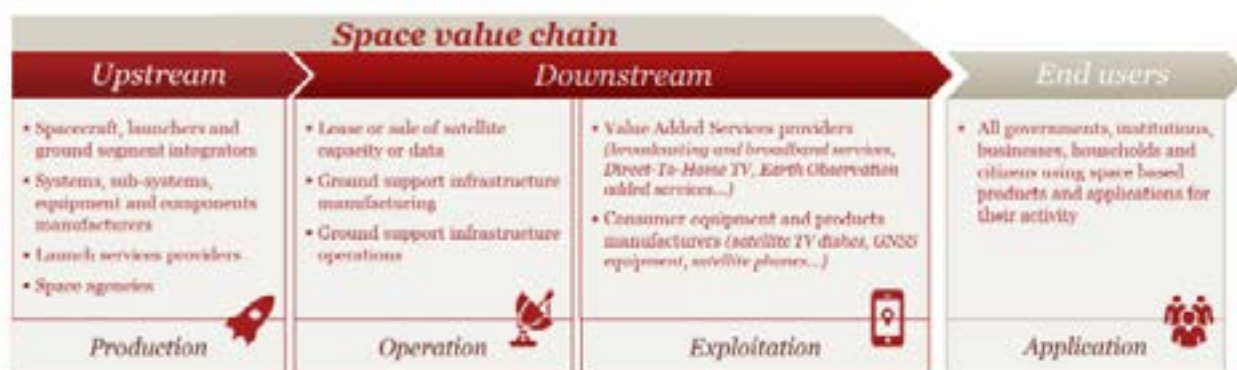 Space value chain
Upstream
Downstream
End users
• Spacecraft, launchers and
ground segment integrators
• Systems, sub-systems,
equipment and components
manufacturers
• Launch services providers
• Space agencies
• Lease or sale of satellite
capacity or data
• Ground support infrastructure
manufacturing
• Ground support infrastructure
operations
• Value Added Services providers
(broadcasting and broadband services,
Direct-To-Home TV, Earth Observation
added services...)
• Consumer equipment and products
manufacturers (satellite TV dishes, GNSS
equipment, satellite phones...)
• All governments, institutions,
businesses, households and
citizens using space based
products and applications for
their activity
Production
Operation
Exploitation
Application